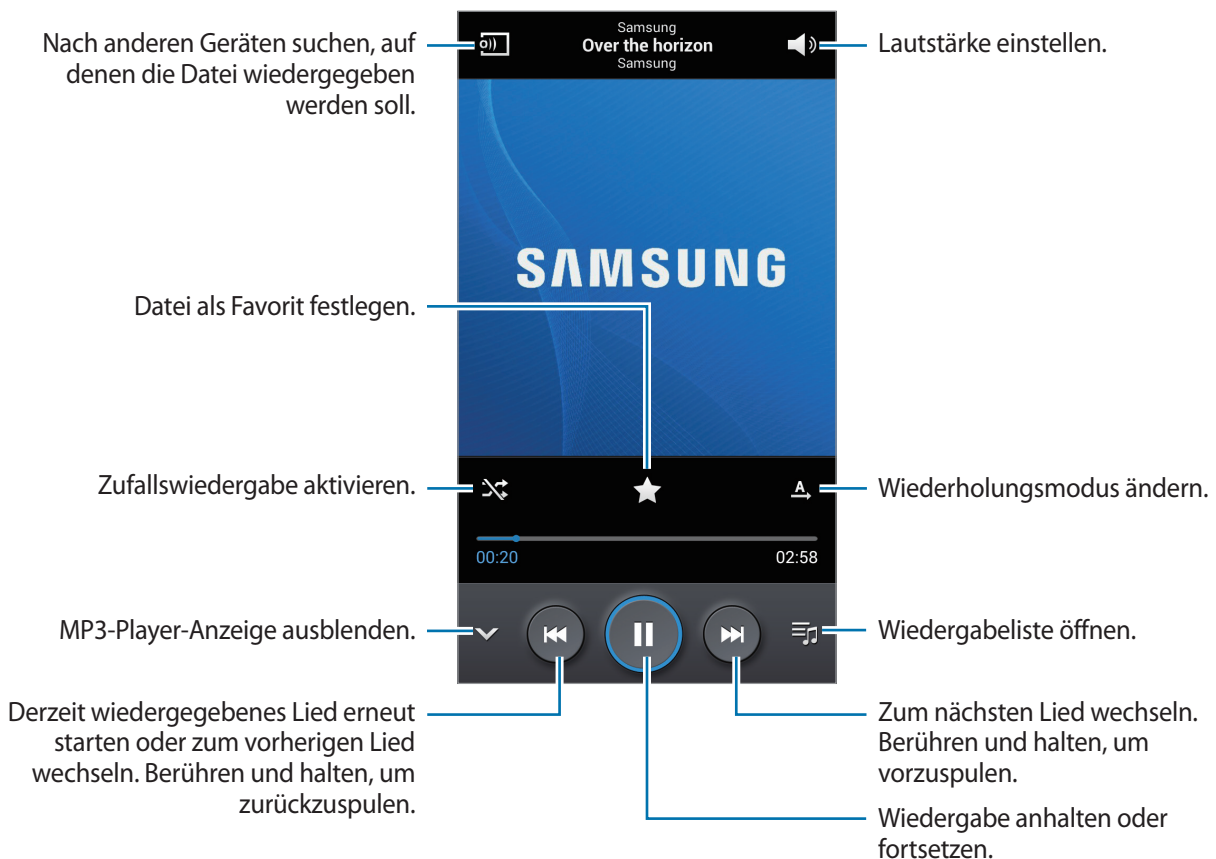 Nach anderen Geräten suchen, auf
denen die Datei wiedergegeben
werden soll.
Samsung
Over the horizon
Samsung
Lautstärke einstellen.
SAMSUNG
Datei als Favorit festlegen.
Zufallswiedergabe aktivieren.
A
Wiederholungsmodus ändern.
00:20
02:58
MP3-Player-Anzeige ausblenden.
Wiedergabeliste öffnen.
Derzeit wiedergegebenes Lied erneut
starten oder zum vorherigen Lied
wechseln. Berühren und halten, um
zurückzuspulen.
Zum nächsten Lied wechseln.
Berühren und halten, um
vorzuspulen.
Wiedergabe anhalten oder
fortsetzen.